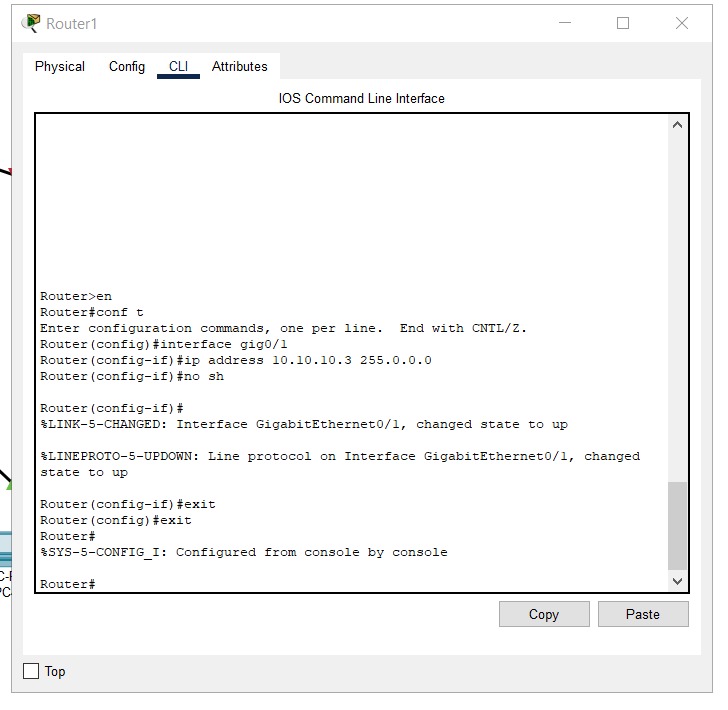 Router1
Physical Config CLI Attributes
IOS Command Line Interface
Router>en
Router#conf t
Enter configuration commands, one per line.  End with CNTL/Z.
Router(config)#interface gig0/1
Router(config-if)#ip address 10.10.10.3 255.0.0.0
Router(config-if)#no sh
Router(config-if)#
%LINK-5-CHANGED: Interface GigabitEthernet0/1, changed state to up
%LINEPROTO-5-UPDOWN: Line protocol on Interface GigabitEthernet0/1, changed
state to up
Router(config-if)#exit
Router(config)#exit
Router#
%SYS-5-CONFIG_I: Configured from console by console
Router#
Copy Paste
Top